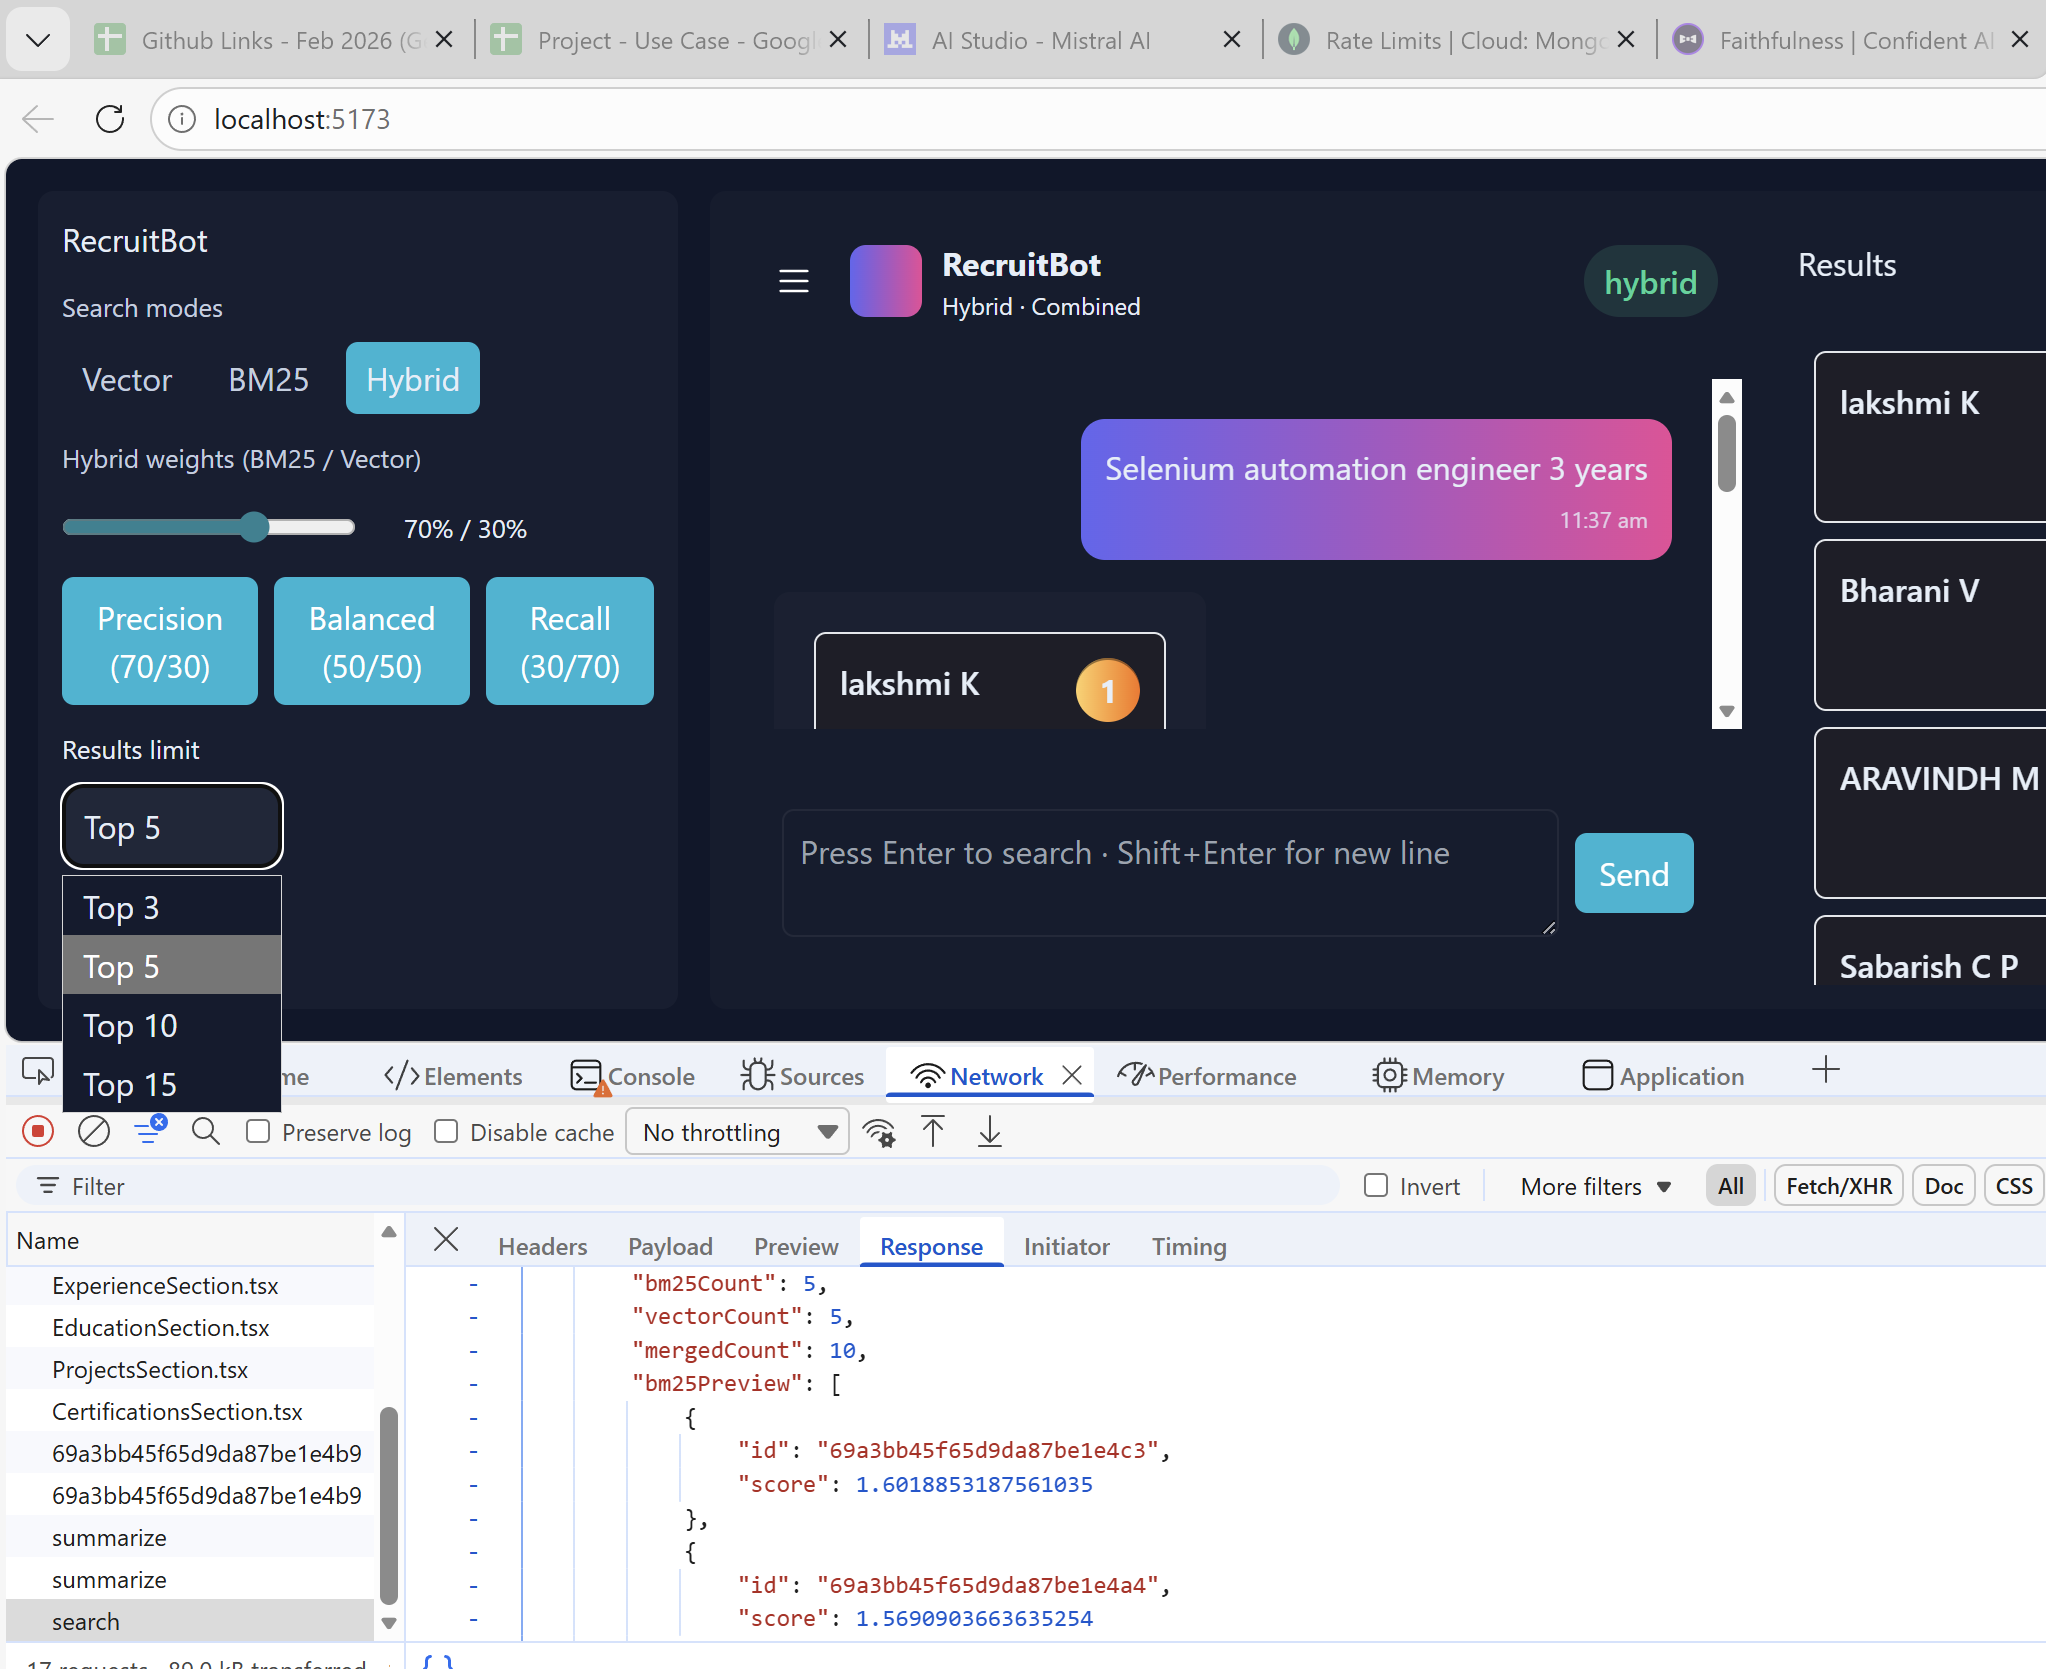 Github Links - Feb 2026 (G
Project - Use Case - Googl
AI Studio - Mistral AI
Rate Limits | Cloud: Mongo
Faithfulness | Confident AI
localhost:5173
RecruitBot
Search modes
Vector
BM25
Hybrid
Hybrid weights (BM25 / Vector)
70% / 30%
Precision
(70/30)
Balanced
(50/50)
Recall
(30/70)
Results limit
Top 5
Top 3
Top 5
Top 10
Top 15
RecruitBot
Hybrid · Combined
hybrid
Selenium automation engineer 3 years
11:37 am
lakshmi K
1
Press Enter to search · Shift+Enter for new line
Send
Results
lakshmi K
Bharani V
ARAVINDH M
Sabarish C P
me
Elements
Console
Sources
Network
Performance
Memory
Application
Preserve log
Disable cache
No throttling
Filter
Invert
More filters
All
Fetch/XHR
Doc
CSS
Name
ExperienceSection.tsx
EducationSection.tsx
ProjectsSection.tsx
CertificationsSection.tsx
69a3bb45f65d9da87be1e4b9
69a3bb45f65d9da87be1e4b9
summarize
summarize
search
17 requests 89.0 kB transferred
Headers
Payload
Preview
Response
Initiator
Timing
- "bm25Count": 5,
- "vectorCount": 5,
- "mergedCount": 10,
- "bm25Preview": [
- {
- "id": "69a3bb45f65d9da87be1e4c3",
- "score": 1.6018853187561035
- },
- {
- "id": "69a3bb45f65d9da87be1e4a4",
- "score": 1.5690903663635254
{ }